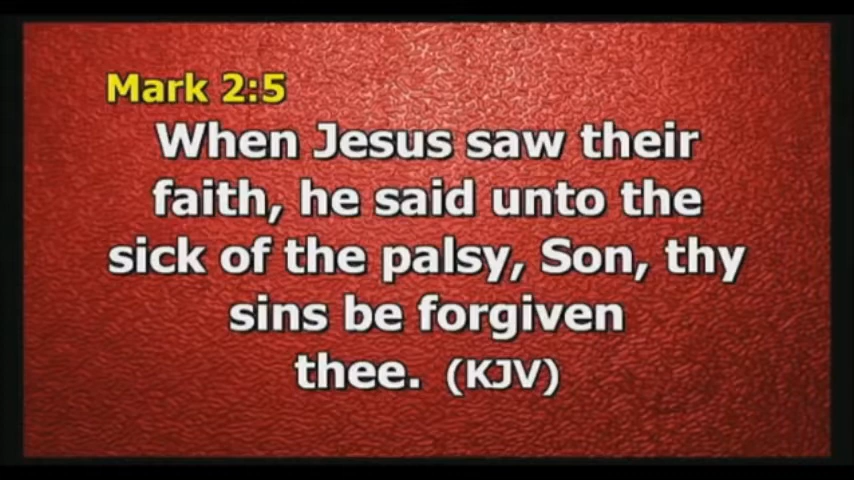 Mark 2:5
When Jesus saw their
faith, he said unto the
sick of the palsy, Son, thy
sins be forgiven
thee. (KJV)